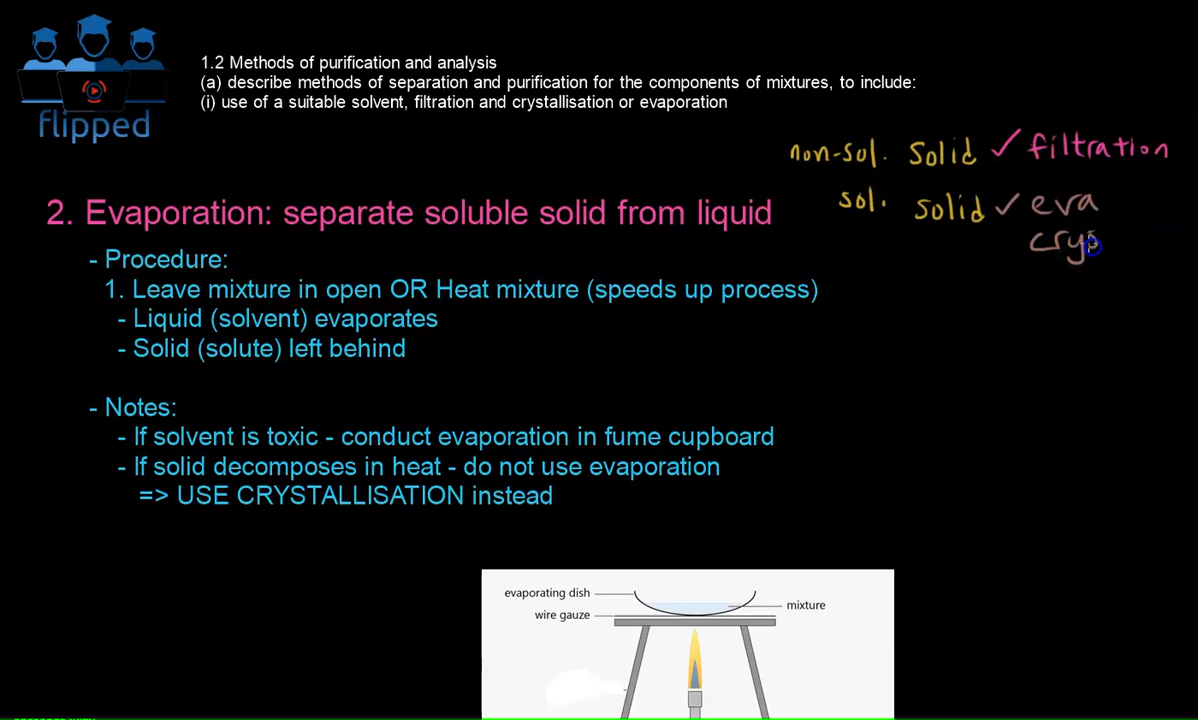 flipped
1.2 Methods of purification and analysis
(a) describe methods of separation and purification for the components of mixtures, to include:
(i) use of a suitable solvent, filtration and crystallisation or evaporation
non-sol. solid ✓ filtration
sol. solid ✓ eva
crys
2. Evaporation: separate soluble solid from liquid
- Procedure:
1. Leave mixture in open OR Heat mixture (speeds up process)
- Liquid (solvent) evaporates
- Solid (solute) left behind
- Notes:
- If solvent is toxic - conduct evaporation in fume cupboard
- If solid decomposes in heat - do not use evaporation
=> USE CRYSTALLISATION instead
evaporating dish
mixture
wire gauze